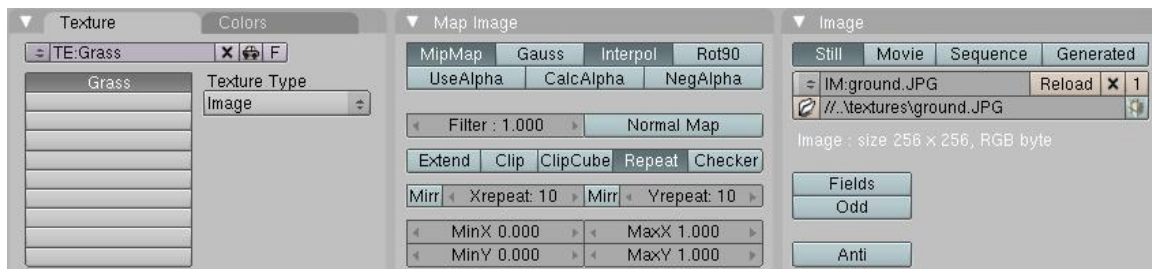 Texture Colors
TE:Grass F
Grass
Texture Type
Image
Map Image
MipMap Gauss Interpol Rot90
UseAlpha CalcAlpha NegAlpha
Filter : 1.000 Normal Map
Extend Clip ClipCube Repeat Checker
Mirr Xrepeat: 10 Mirr Yrepeat: 10
MinX 0.000 MaxX 1.000
MinY 0.000 MaxY 1.000
Image
Still Movie Sequence Generated
IM:ground.JPG Reload 1
//..\textures\ground.JPG
Image : size 256 x 256, RGB byte
Fields
Odd
Anti